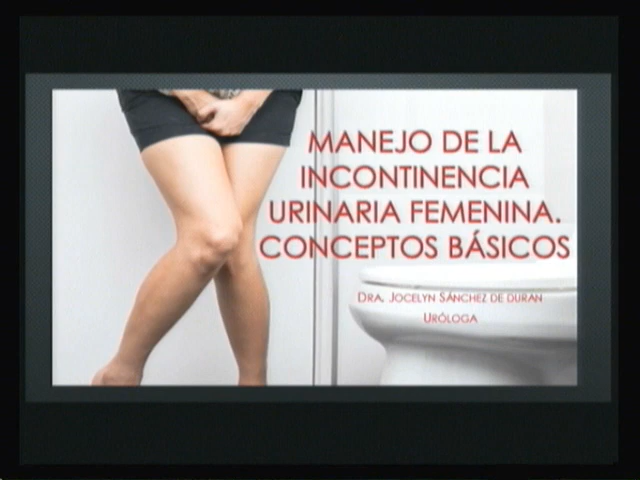 MANEJO DE LA
INCONTINENCIA
URINARIA FEMENINA.
CONCEPTOS BÁSICOS
DRA. JOCELYN SÁNCHEZ DE DURAN
URÓLOGA